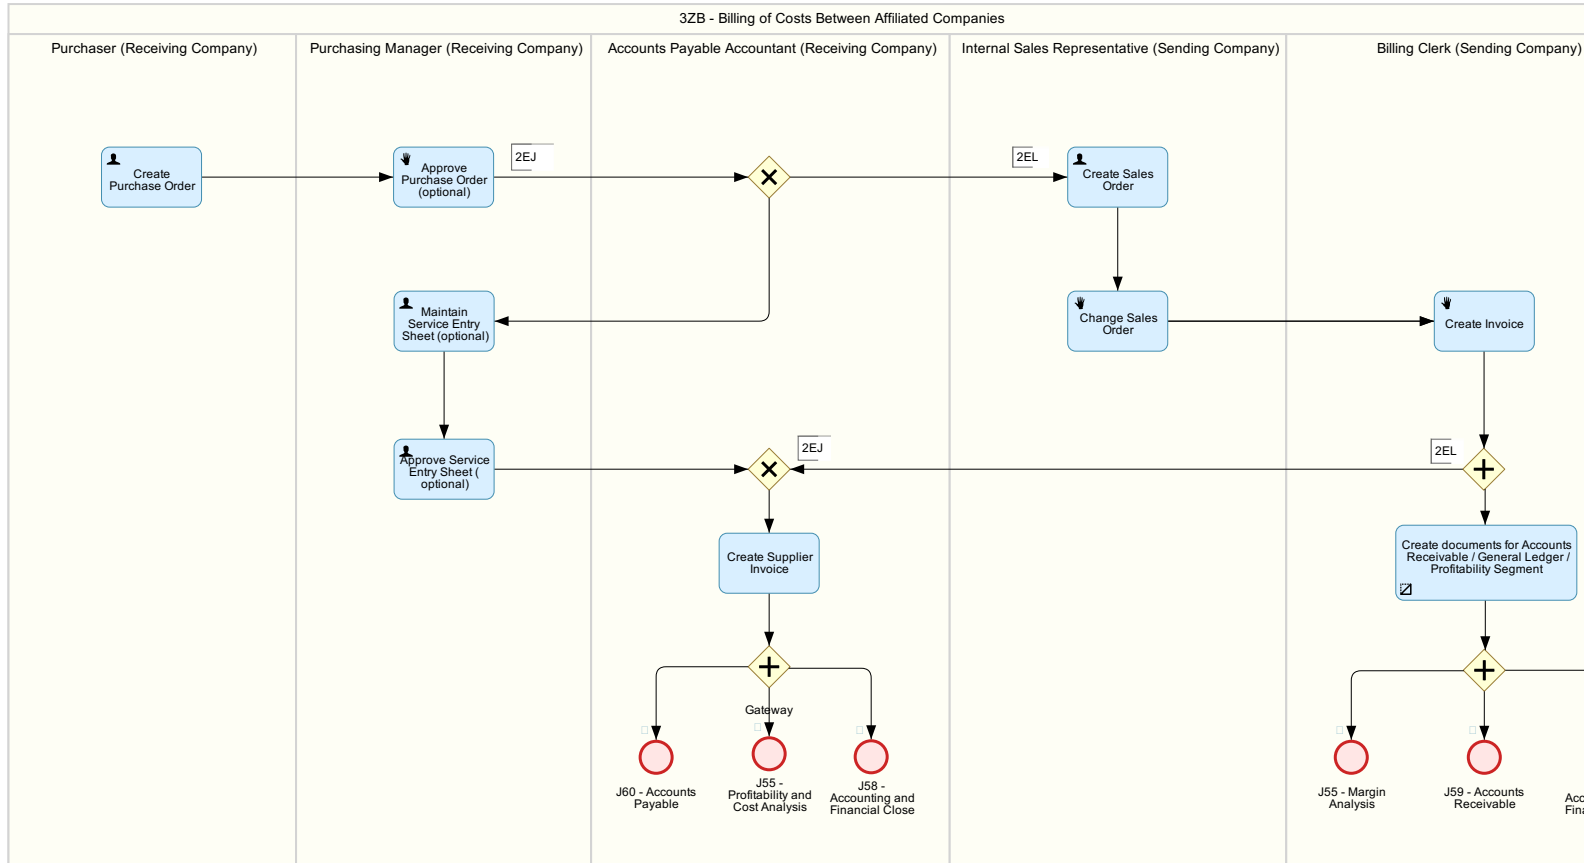 3ZB - Billing of Costs Between Affiliated Companies
Purchaser (Receiving Company)
Purchasing Manager (Receiving Company)
Accounts Payable Accountant (Receiving Company)
Internal Sales Representative (Sending Company)
Billing Clerk (Sending Company)
Create
Purchase Order
Approve
Purchase Order
(optional)
2EJ
2EL
Create Sales
Order
Maintain
Service Entry
Sheet (optional)
Change Sales
Order
Create Invoice
Approve Service
Entry Sheet (
optional)
2EJ
2EL
Create Supplier
Invoice
Create documents for Accounts
Receivable / General Ledger /
Profitability Segment
Gateway
J60 - Accounts
Payable
J55 -
Profitability and
Cost Analysis
J58 -
Accounting and
Financial Close
J55 - Margin
Analysis
J59 - Accounts
Receivable